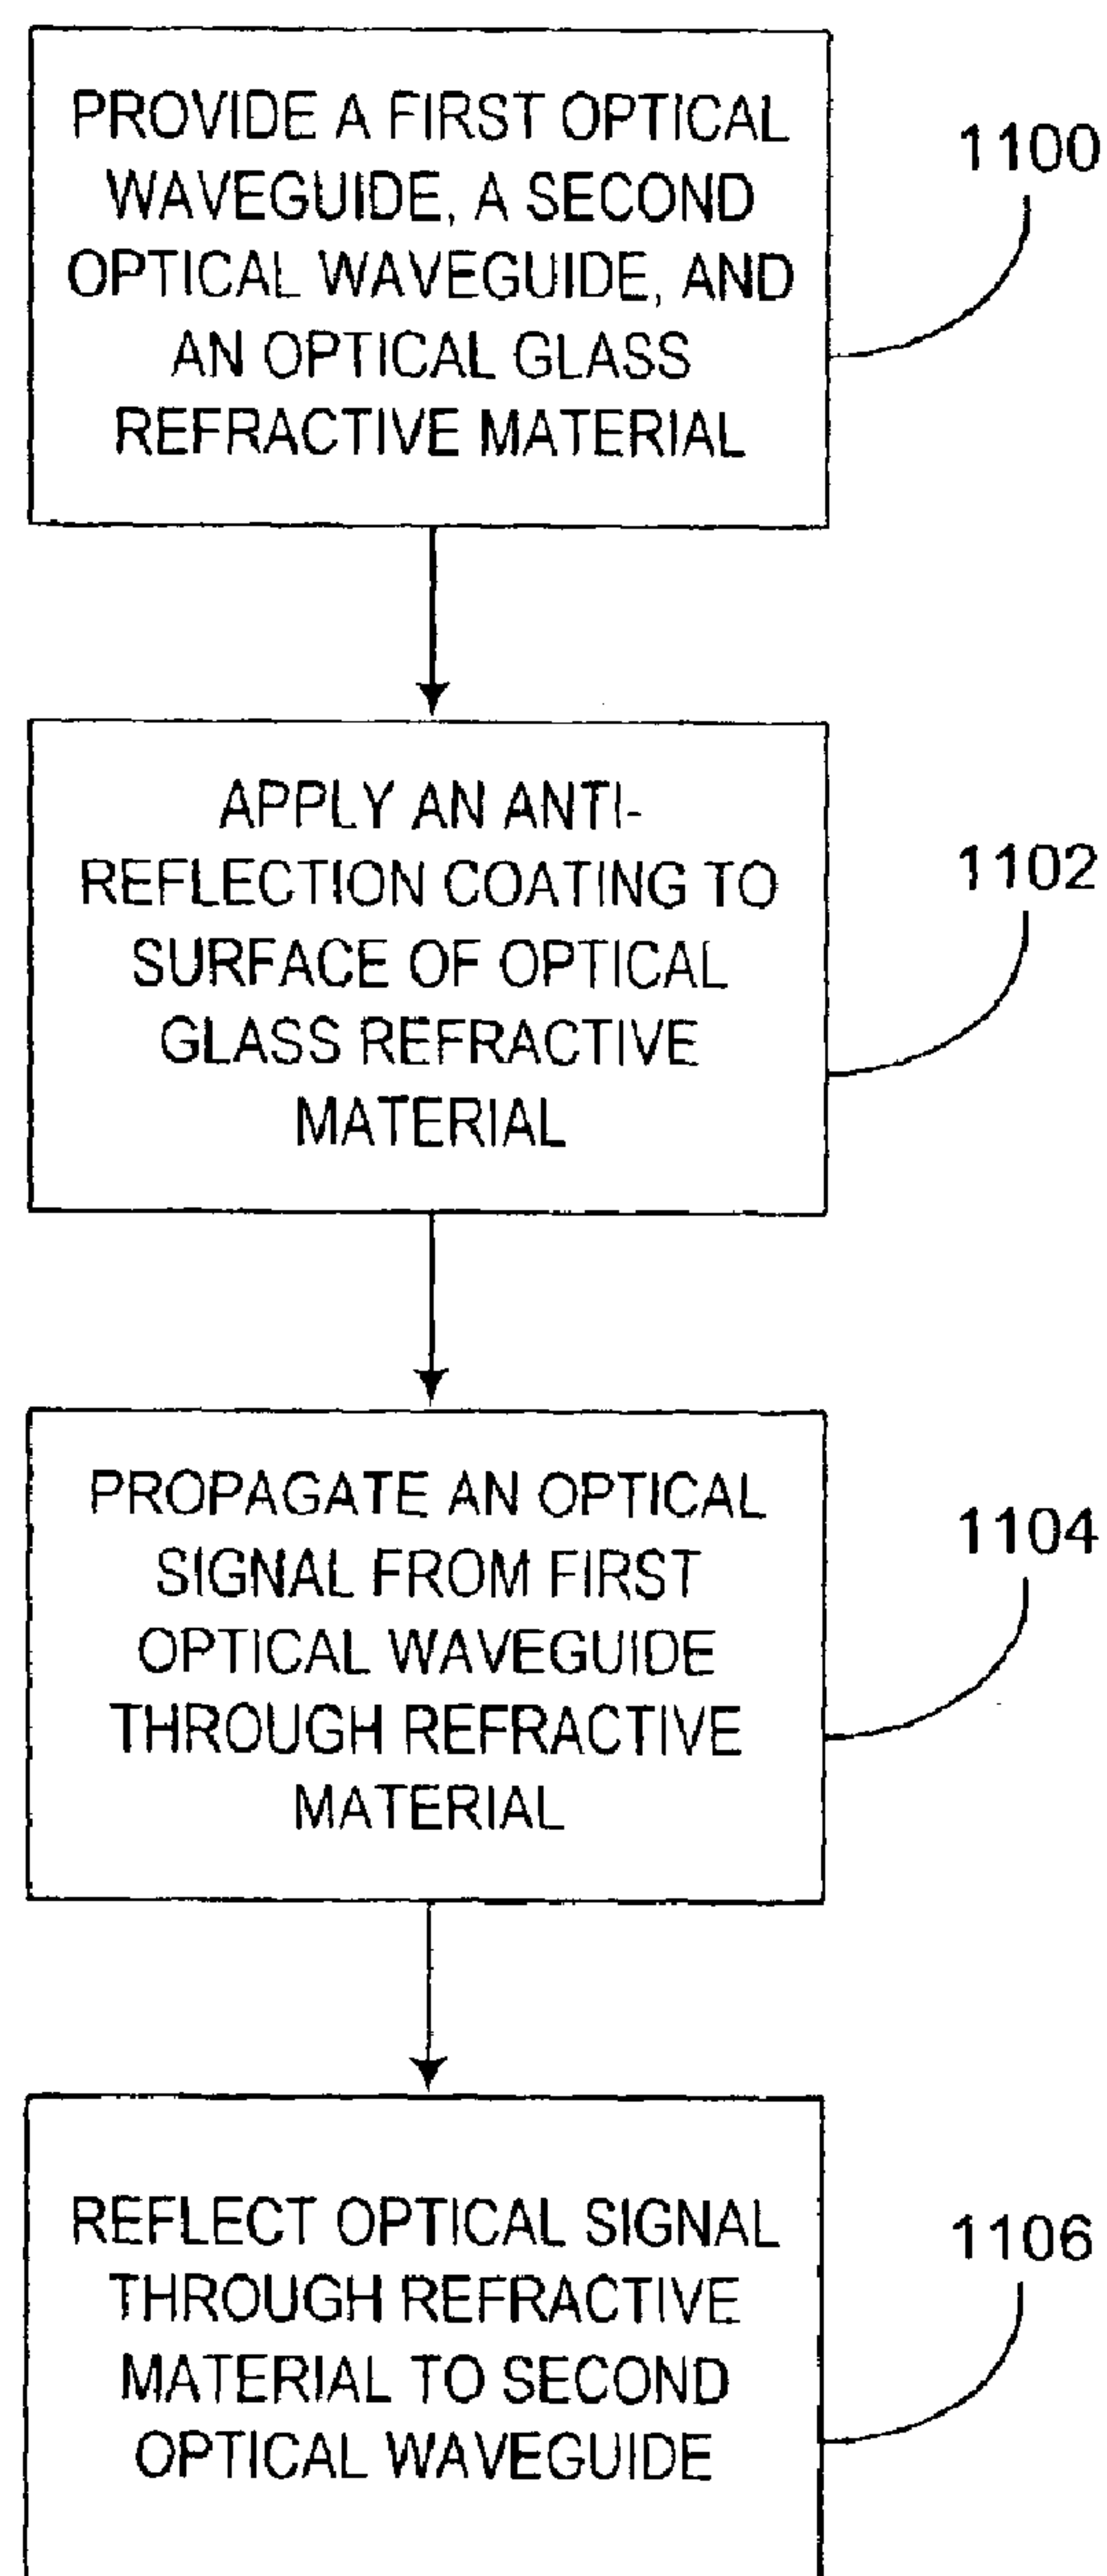 PROVIDE A FIRST OPTICAL
WAVEGUIDE, A SECOND
OPTICAL WAVEGUIDE, AND
AN OPTICAL GLASS
REFRACTIVE MATERIAL
1100
APPLY AN ANTI-
REFLECTION COATING TO
SURFACE OF OPTICAL
GLASS REFRACTIVE
MATERIAL
1102
PROPAGATE AN OPTICAL
SIGNAL FROM FIRST
OPTICAL WAVEGUIDE
THROUGH REFRACTIVE
MATERIAL
1104
REFLECT OPTICAL SIGNAL
THROUGH REFRACTIVE
MATERIAL TO SECOND
OPTICAL WAVEGUIDE
1106